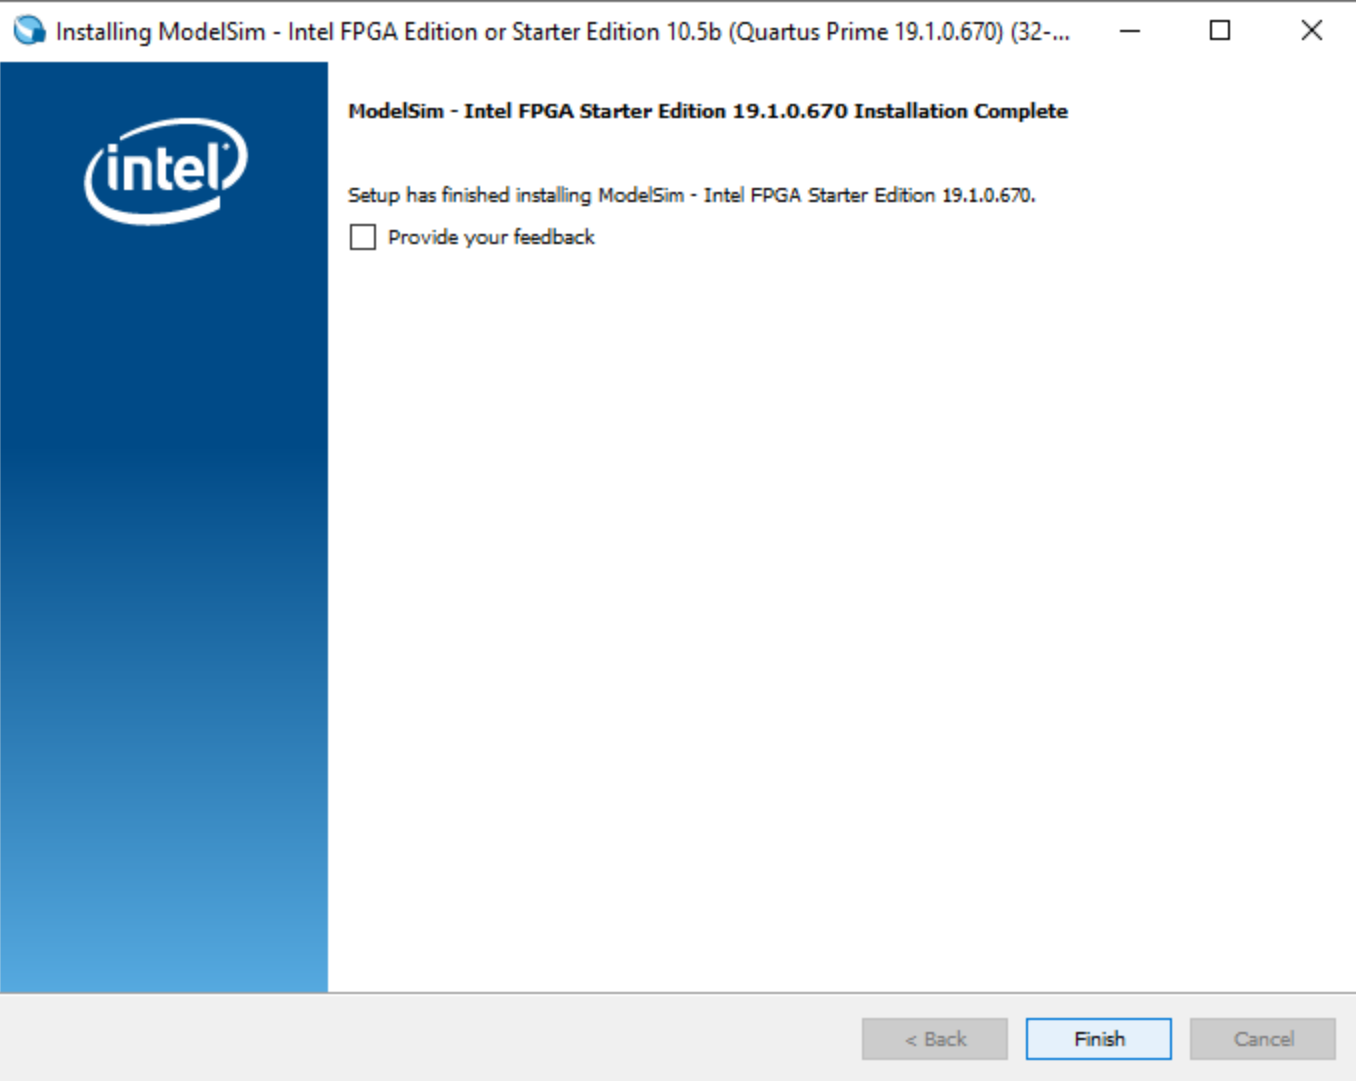 Installing ModelSim - Intel FPGA Edition or Starter Edition 10.5b (Quartus Prime 19.1.0.670) (32-...
intel
ModelSim - Intel FPGA Starter Edition 19.1.0.670 Installation Complete
Setup has finished installing ModelSim - Intel FPGA Starter Edition 19.1.0.670.
Provide your feedback
< Back
Finish
Cancel